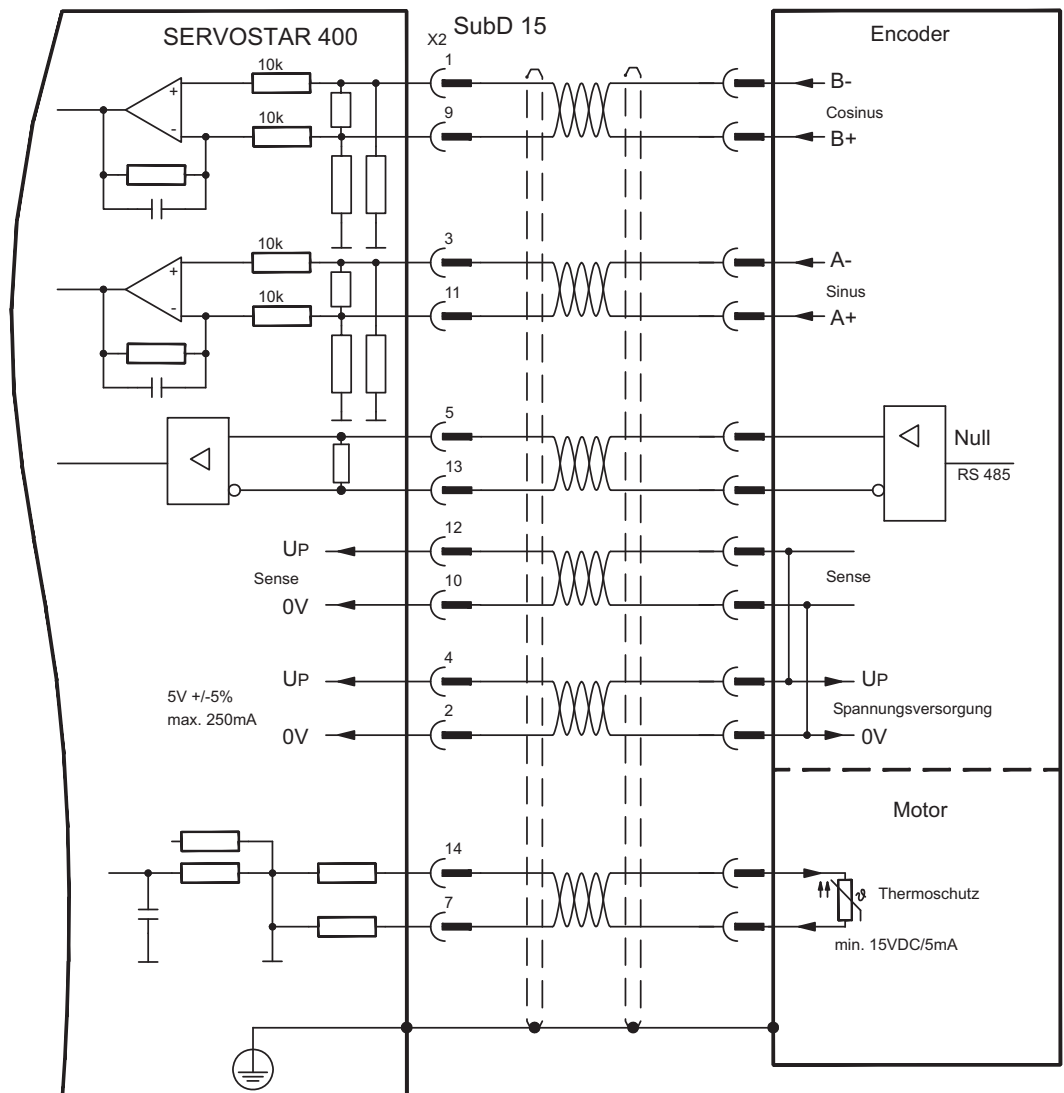 SERVOSTAR 400
X2
SubD 15
Encoder
10k
+
-
10k
1
9
B-
Cosinus
B+
10k
+
-
10k
3
11
A-
Sinus
A+
5
13
Null
RS 485
UP
Sense
0V
12
10
Sense
5V +/-5%
max. 250mA
UP
0V
4
2
UP
Spannungsversorgung
0V
Motor
14
7
ϑ
Thermoschutz
min. 15VDC/5mA